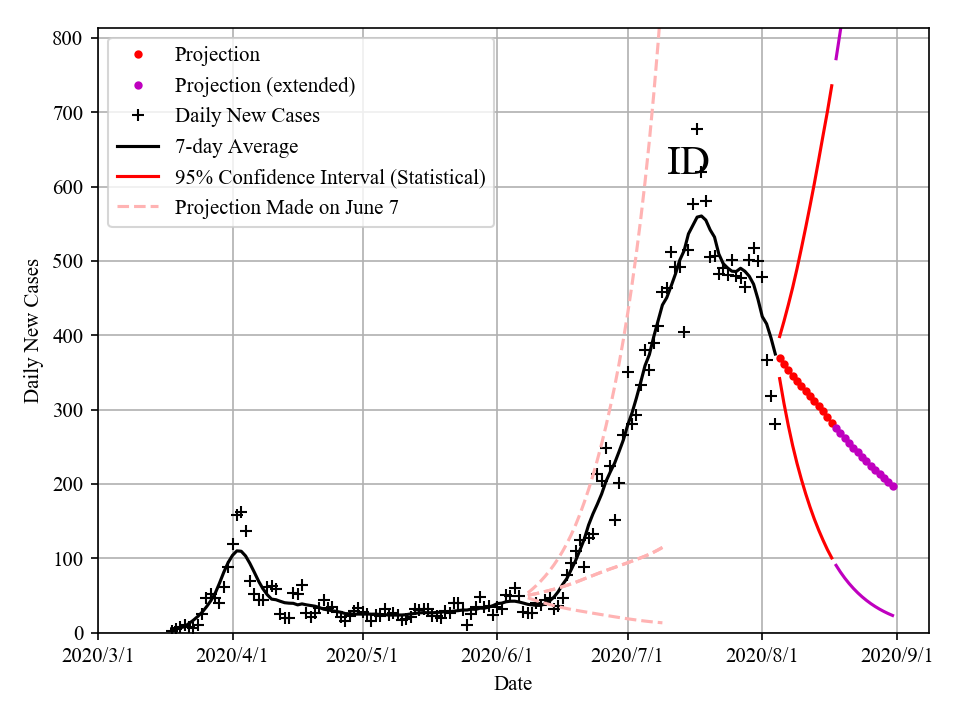 800
700
600
500
400
300
200
100
0
Daily New Cases
Projection
Projection (extended)
Daily New Cases
7-day Average
95% Confidence Interval (Statistical)
Projection Made on June 7
ID
2020/3/1 2020/4/1 2020/5/1 2020/6/1 2020/7/1 2020/8/1 2020/9/1
Date